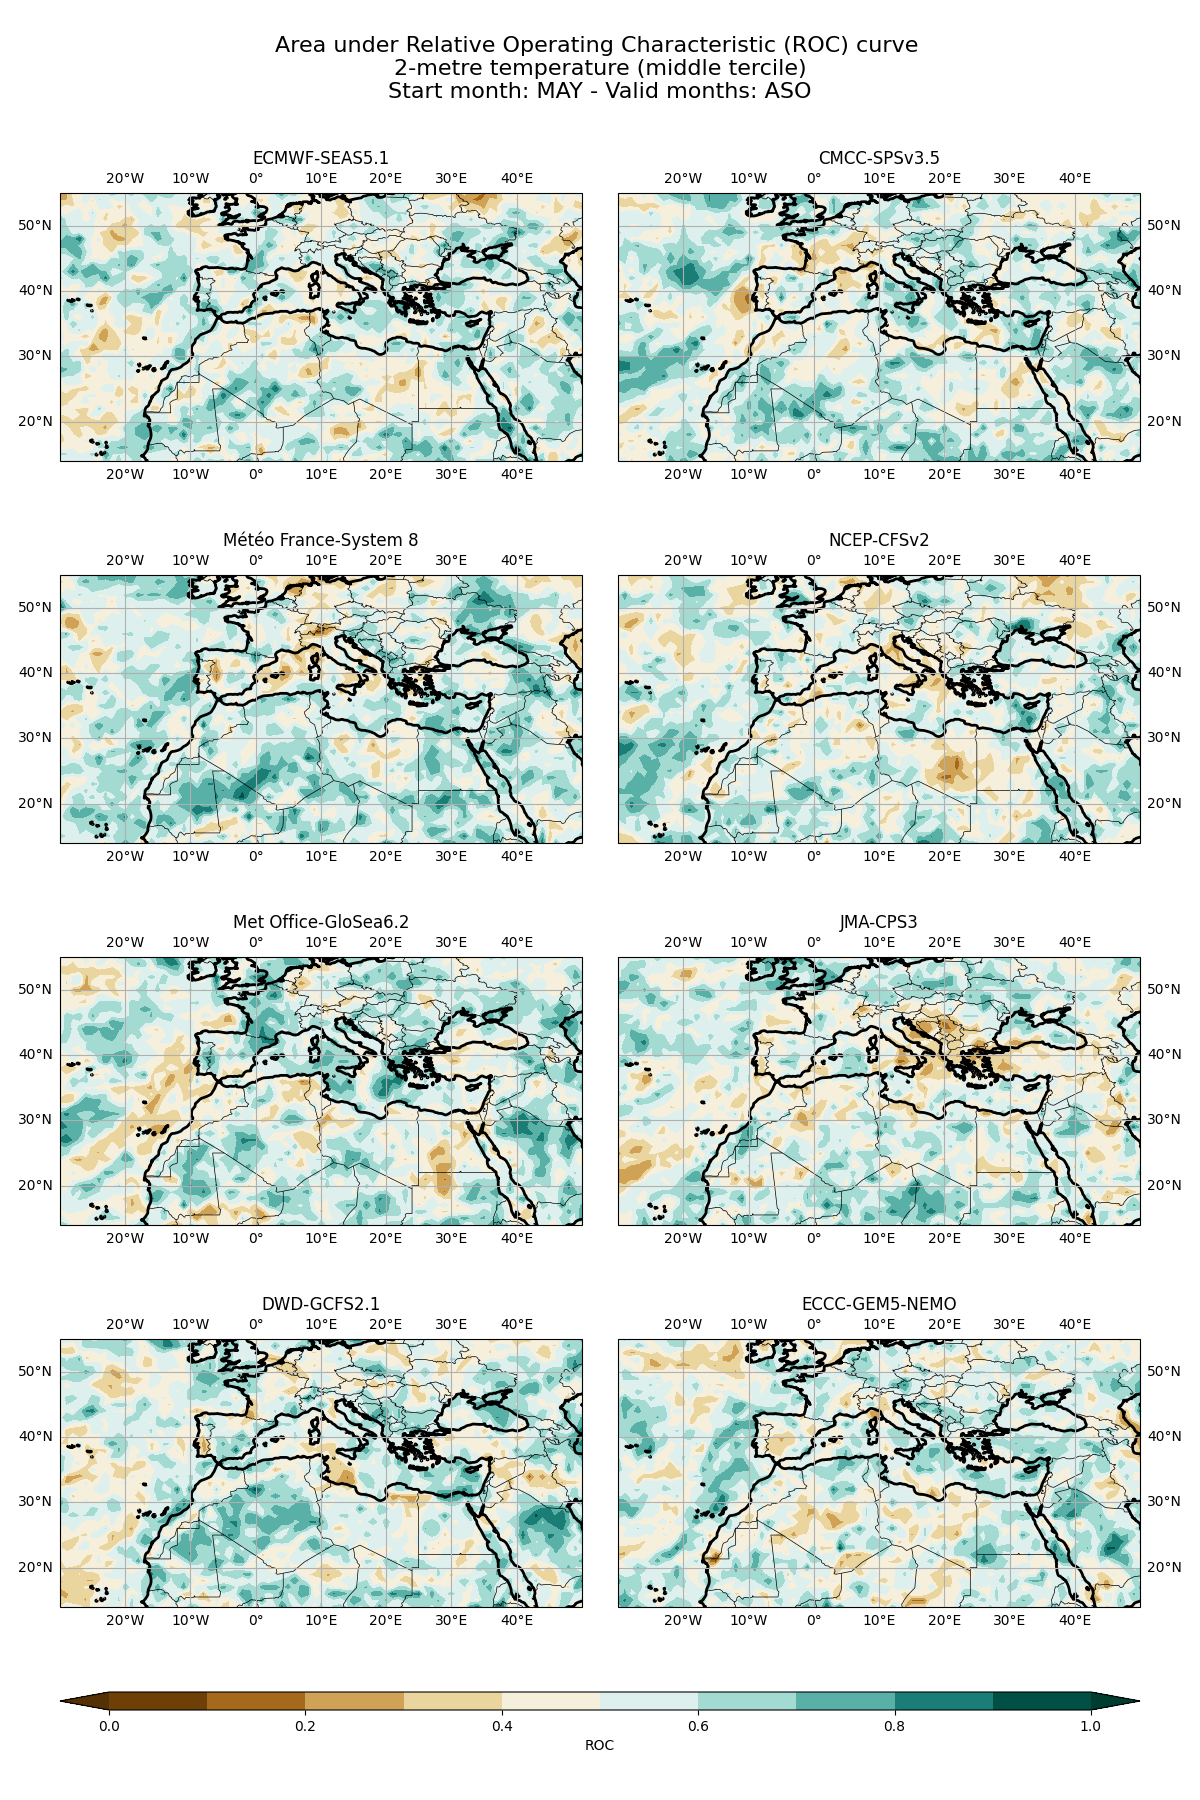 Area under Relative Operating Characteristic (ROC) curve
2-metre temperature (middle tercile)
Start month: MAY - Valid months: ASO
ECMWF-SEAS5.1
20°W 10°W 0° 10°E 20°E 30°E 40°E
50°N
40°N
30°N
20°N
20°W 10°W 0° 10°E 20°E 30°E 40°E
CMCC-SPSv3.5
20°W 10°W 0° 10°E 20°E 30°E 40°E
50°N
40°N
30°N
20°N
20°W 10°W 0° 10°E 20°E 30°E 40°E
Météo France-System 8
20°W 10°W 0° 10°E 20°E 30°E 40°E
50°N
40°N
30°N
20°N
20°W 10°W 0° 10°E 20°E 30°E 40°E
NCEP-CFSv2
20°W 10°W 0° 10°E 20°E 30°E 40°E
50°N
40°N
30°N
20°N
20°W 10°W 0° 10°E 20°E 30°E 40°E
Met Office-GloSea6.2
20°W 10°W 0° 10°E 20°E 30°E 40°E
50°N
40°N
30°N
20°N
20°W 10°W 0° 10°E 20°E 30°E 40°E
JMA-CPS3
20°W 10°W 0° 10°E 20°E 30°E 40°E
50°N
40°N
30°N
20°N
20°W 10°W 0° 10°E 20°E 30°E 40°E
DWD-GCFS2.1
20°W 10°W 0° 10°E 20°E 30°E 40°E
50°N
40°N
30°N
20°N
20°W 10°W 0° 10°E 20°E 30°E 40°E
ECCC-GEM5-NEMO
20°W 10°W 0° 10°E 20°E 30°E 40°E
50°N
40°N
30°N
20°N
20°W 10°W 0° 10°E 20°E 30°E 40°E
0.0 0.2 0.4 0.6 0.8 1.0
ROC